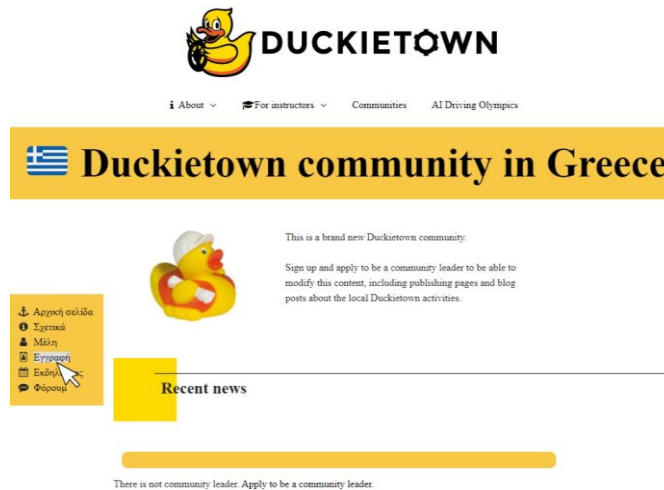 DUCKIETOWN
About
For instructors
Communities
AI Driving Olympics
Duckietown community in Greece
This is a brand new Duckietown community.
Sign up and apply to be a community leader to be able to
modify this content, including publishing pages and blog
posts about the local Duckietown activities.
Αρχική σελίδα
Σχετικά
Μέλη
Εγγραφή
Φόρουμ
Recent news
There is not community leader. Apply to be a community leader.